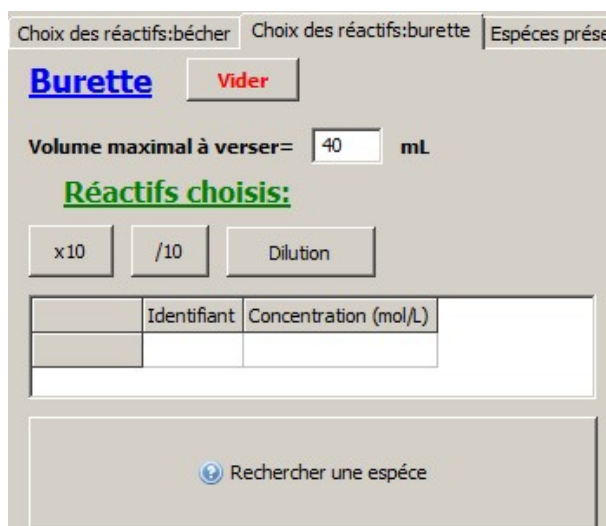 Choix des réactifs:bécher Choix des réactifs:burette Espéces prése
Burette Vider
Volume maximal à verser= 40 mL
Réactifs choisis:
x10 /10 Dilution
Identifiant Concentration (mol/L)
Rechercher une espéce